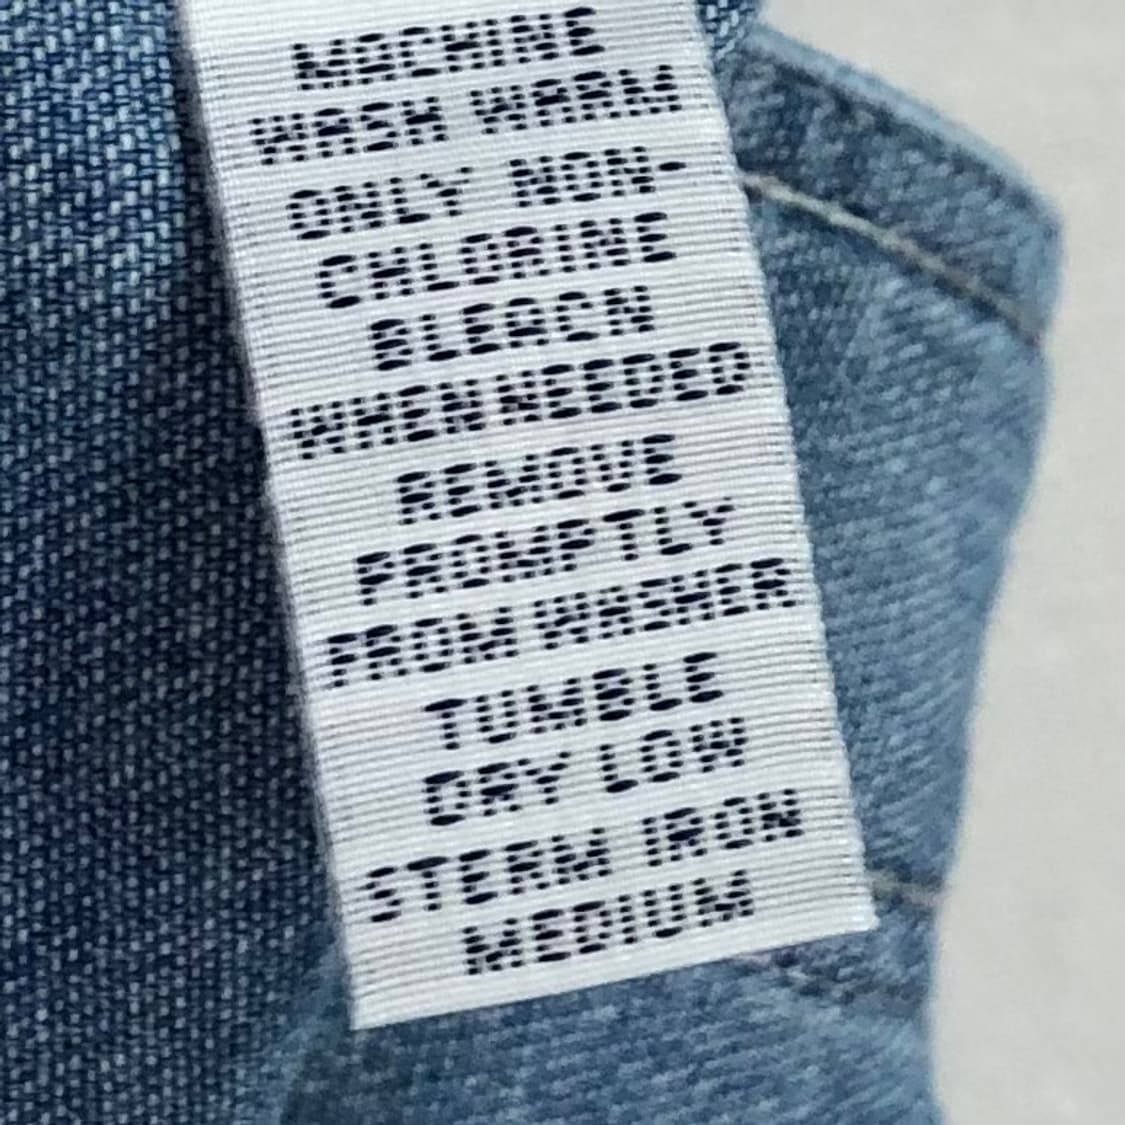 MACHINE
WASH WARM
ONLY NON-
CHLORINE
BLEACH
WHEN NEEDED
REMOVE
PROMPTLY
FROM WASHER
TUMBLE
DRY LOW
STEAM IRON
MEDIUM